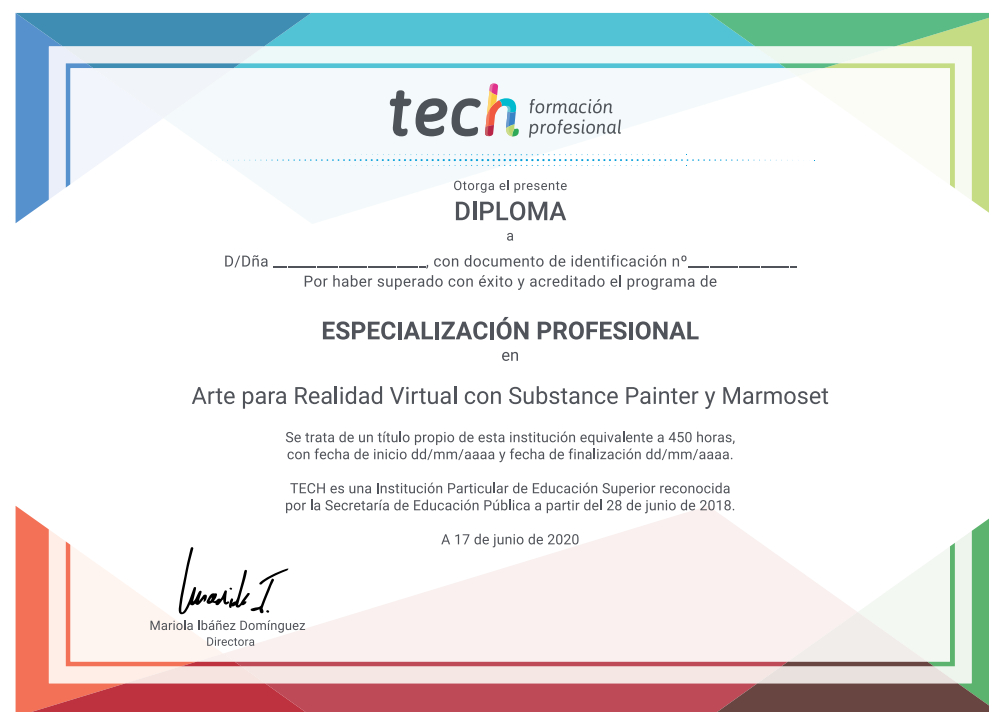 tech formación
profesional
Otorga el presente
DIPLOMA
a
D/Dña ______________, con documento de identificación nº__________
Por haber superado con éxito y acreditado el programa de
ESPECIALIZACIÓN PROFESIONAL
en
Arte para Realidad Virtual con Substance Painter y Marmoset
Se trata de un título propio de esta institución equivalente a 450 horas,
con fecha de inicio dd/mm/aaaa y fecha de finalización dd/mm/aaaa.
TECH es una Institución Particular de Educación Superior reconocida
por la Secretaría de Educación Pública a partir del 28 de junio de 2018.
A 17 de junio de 2020
Mariola Ibáñez Domínguez
Directora